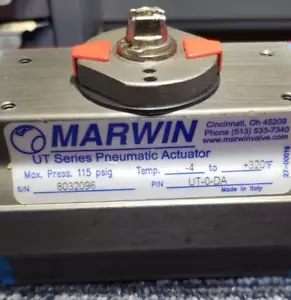 MARWIN
Cincinnati, Oh 45209
Phone (513) 533-7340
www.marwinvalve.com
UT Series Pneumatic Actuator
Max. Press. 115 psig Temp. -4 to +320°F
S/N 8032096 P/N UT-0-DA
Made in Italy